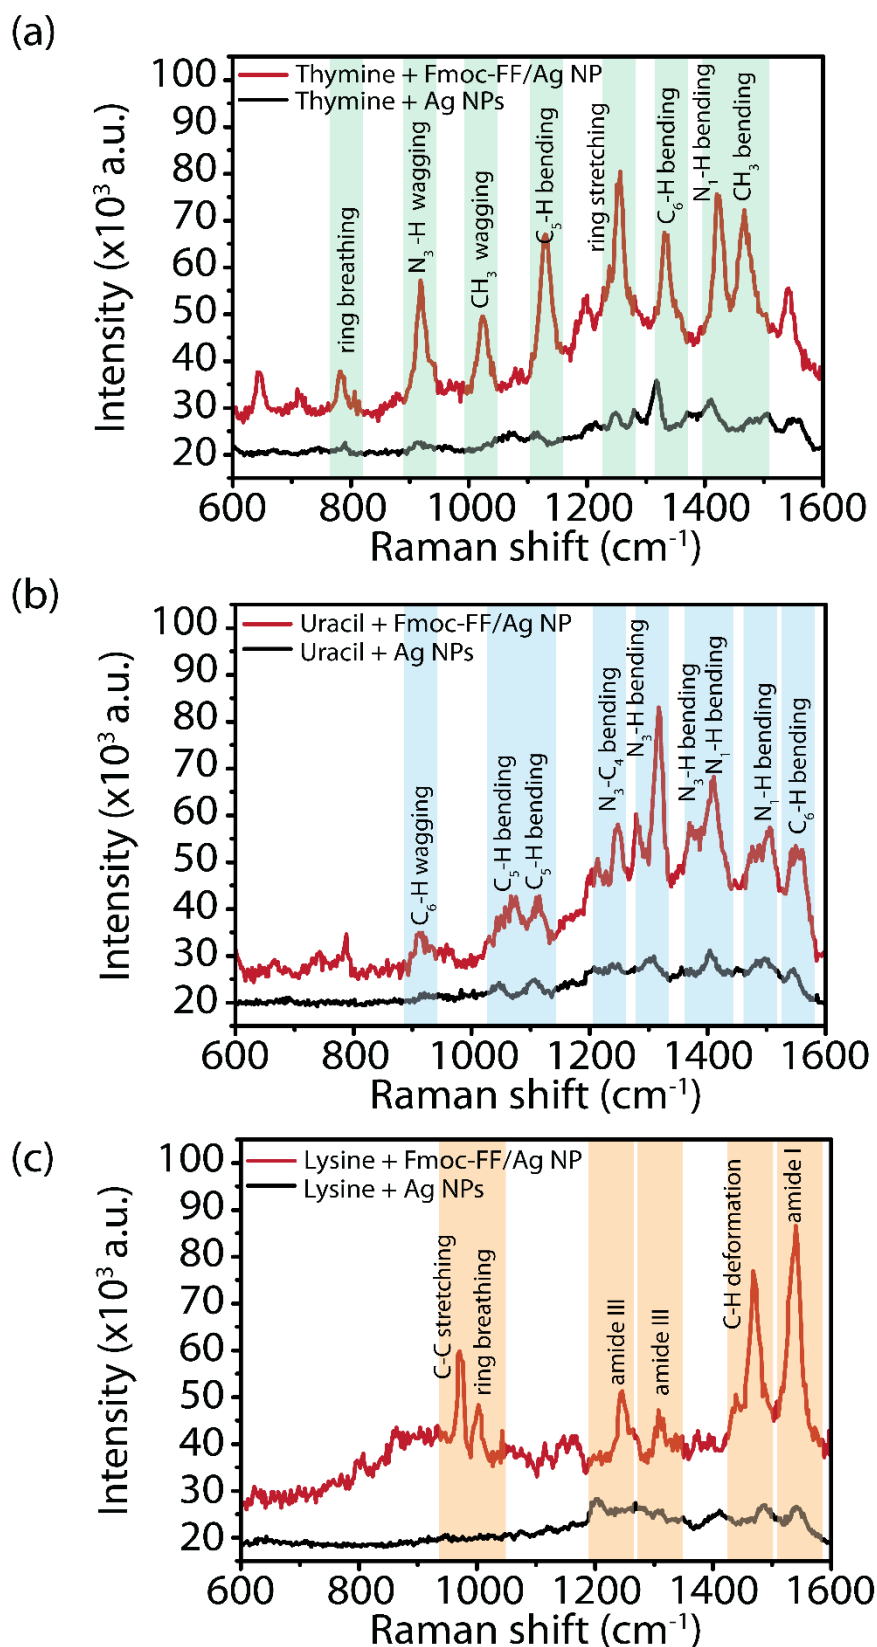 (a)
Thymine + Fmoc-FF/Ag NP
Thymine + Ag NPs
ring breathing
N₃-H wagging
CH₃ wagging
C₅-H bending
ring stretching
C₆-H bending
N₁-H bending
CH₃ bending
Intensity (x10³ a.u.)
100
90
80
70
60
50
40
30
20
600 800 1000 1200 1400 1600
Raman shift (cm⁻¹)
(b)
Uracil + Fmoc-FF/Ag NP
Uracil + Ag NPs
C₆-H wagging
C₅-H bending
C₅-H bending
N₃-C₄ bending
N₃-H bending
N₃-H bending
N₁-H bending
N₁-H bending
C₆-H bending
Intensity (x10³ a.u.)
100
90
80
70
60
50
40
30
20
600 800 1000 1200 1400 1600
Raman shift (cm⁻¹)
(c)
Lysine + Fmoc-FF/Ag NP
Lysine + Ag NPs
C-C stretching
ring breathing
amide III
amide III
C-H deformation
amide I
Intensity (x10³ a.u.)
100
90
80
70
60
50
40
30
20
600 800 1000 1200 1400 1600
Raman shift (cm⁻¹)